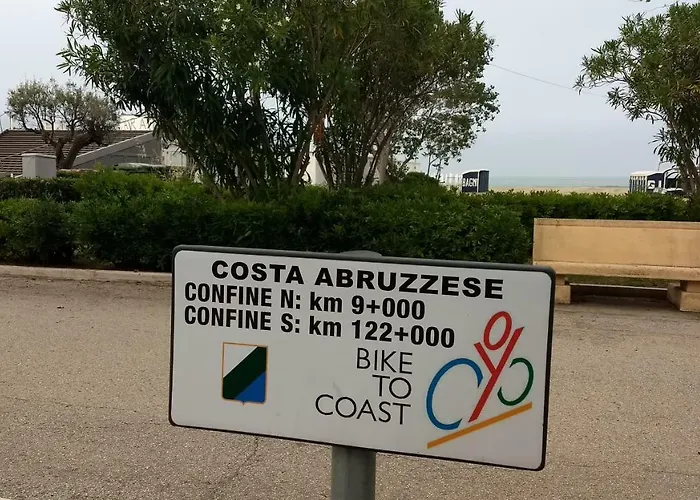 COSTA ABRUZZESE
CONFINE N: km 9+000
CONFINE S: km 122+000
BIKE
TO
COAST
BAGNI